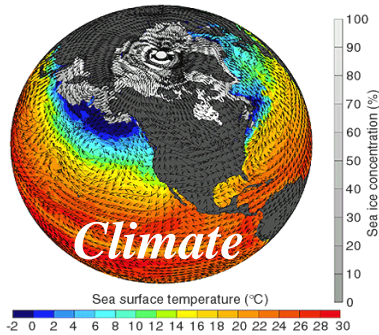 100
90
80
70
60
50
40
30
20
10
0
Sea ice concentration (%)
Climate
Sea surface temperature (°C)
-2 0 2 4 6 8 10 12 14 16 18 20 22 24 26 28 30